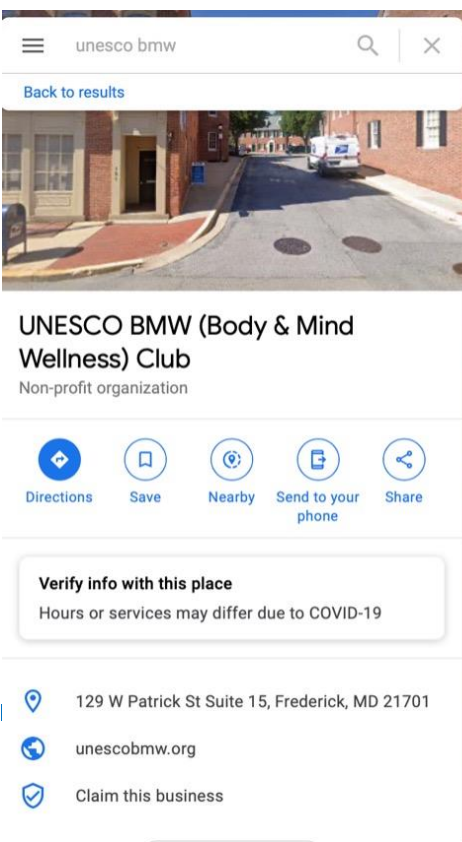 unesco bmw
Back to results
UNESCO BMW (Body & Mind
Wellness) Club
Non-profit organization
Directions
Save
Nearby
Send to your
phone
Share
Verify info with this place
Hours or services may differ due to COVID-19
129 W Patrick St Suite 15, Frederick, MD 21701
unescobmw.org
Claim this business